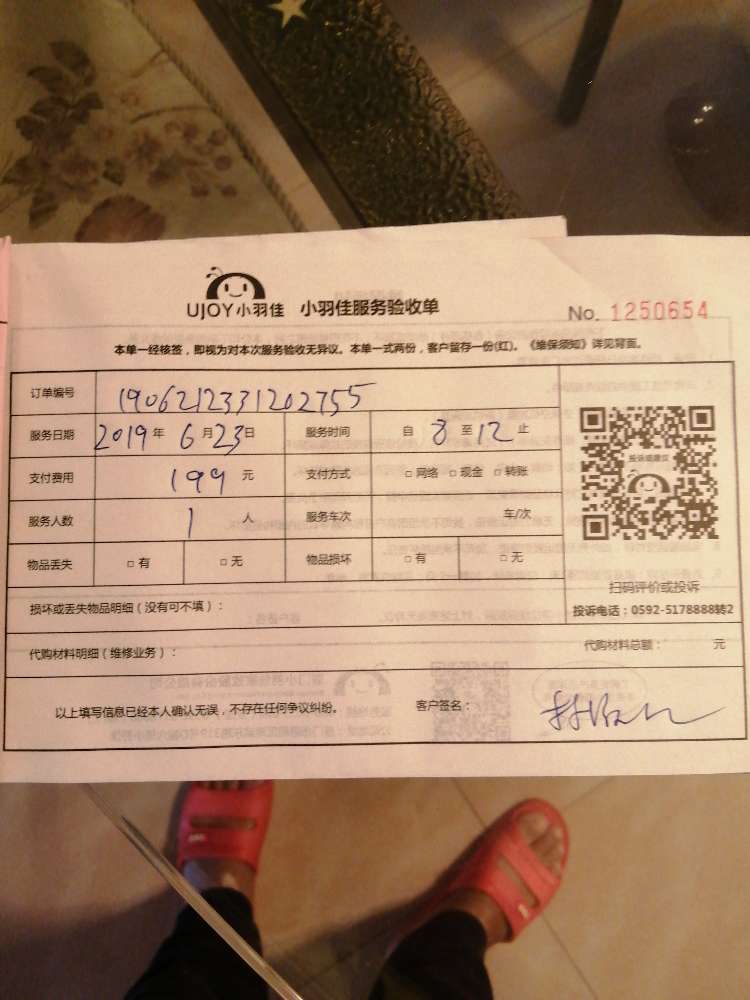 UJOY小羽佳 小羽佳服务验收单 No. 1250654
本单一经核签，即视为对本次服务验收无异议。本单一式两份，客户留存一份(红)。《维保须知》详见背面。
订单编号 1906212331202755
服务日期 2019年 6月23日 服务时间 自 8 至 12 止
支付费用 199 元 支付方式 □ 网络 □ 现金 □ 转账
服务人数 1 人 服务车次 车/次
物品丢失 □ 有 □ 无 物品损坏 □ 有 □ 无
投诉或建议
扫码评价或投诉
投诉电话：0592-5178888转2
损坏或丢失物品明细（没有可不填）：
代购材料明细（维修业务）： 代购材料总额： 元
以上填写信息已经本人确认无误，不存在任何争议纠纷。 客户签名：